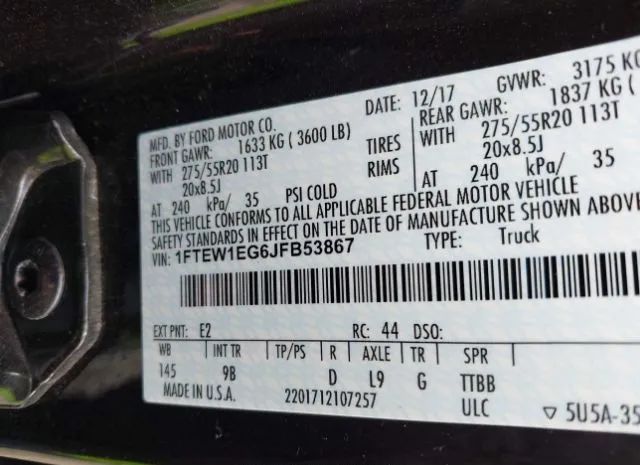 MFD. BY FORD MOTOR CO.
DATE: 12/17 GVWR: 3175 KG
FRONT GAWR: 1633 KG ( 3600 LB) REAR GAWR: 1837 KG (
WITH 275/55R20 113T TIRES WITH 275/55R20 113T
20x8.5J RIMS 20x8.5J
AT 240 kPa/ 35 PSI COLD AT 240 kPa/ 35
THIS VEHICLE CONFORMS TO ALL APPLICABLE FEDERAL MOTOR VEHICLE
SAFETY STANDARDS IN EFFECT ON THE DATE OF MANUFACTURE SHOWN ABOVE
VIN: 1FTEW1EG6JFB53867 TYPE: Truck
EXT PNT: E2 RC: 44 DSO:
WB INT TR TP/PS R AXLE TR SPR
145 9B D L9 G TTBB
MADE IN U.S.A. 2201712107257 ULC ▽ 5U5A-35